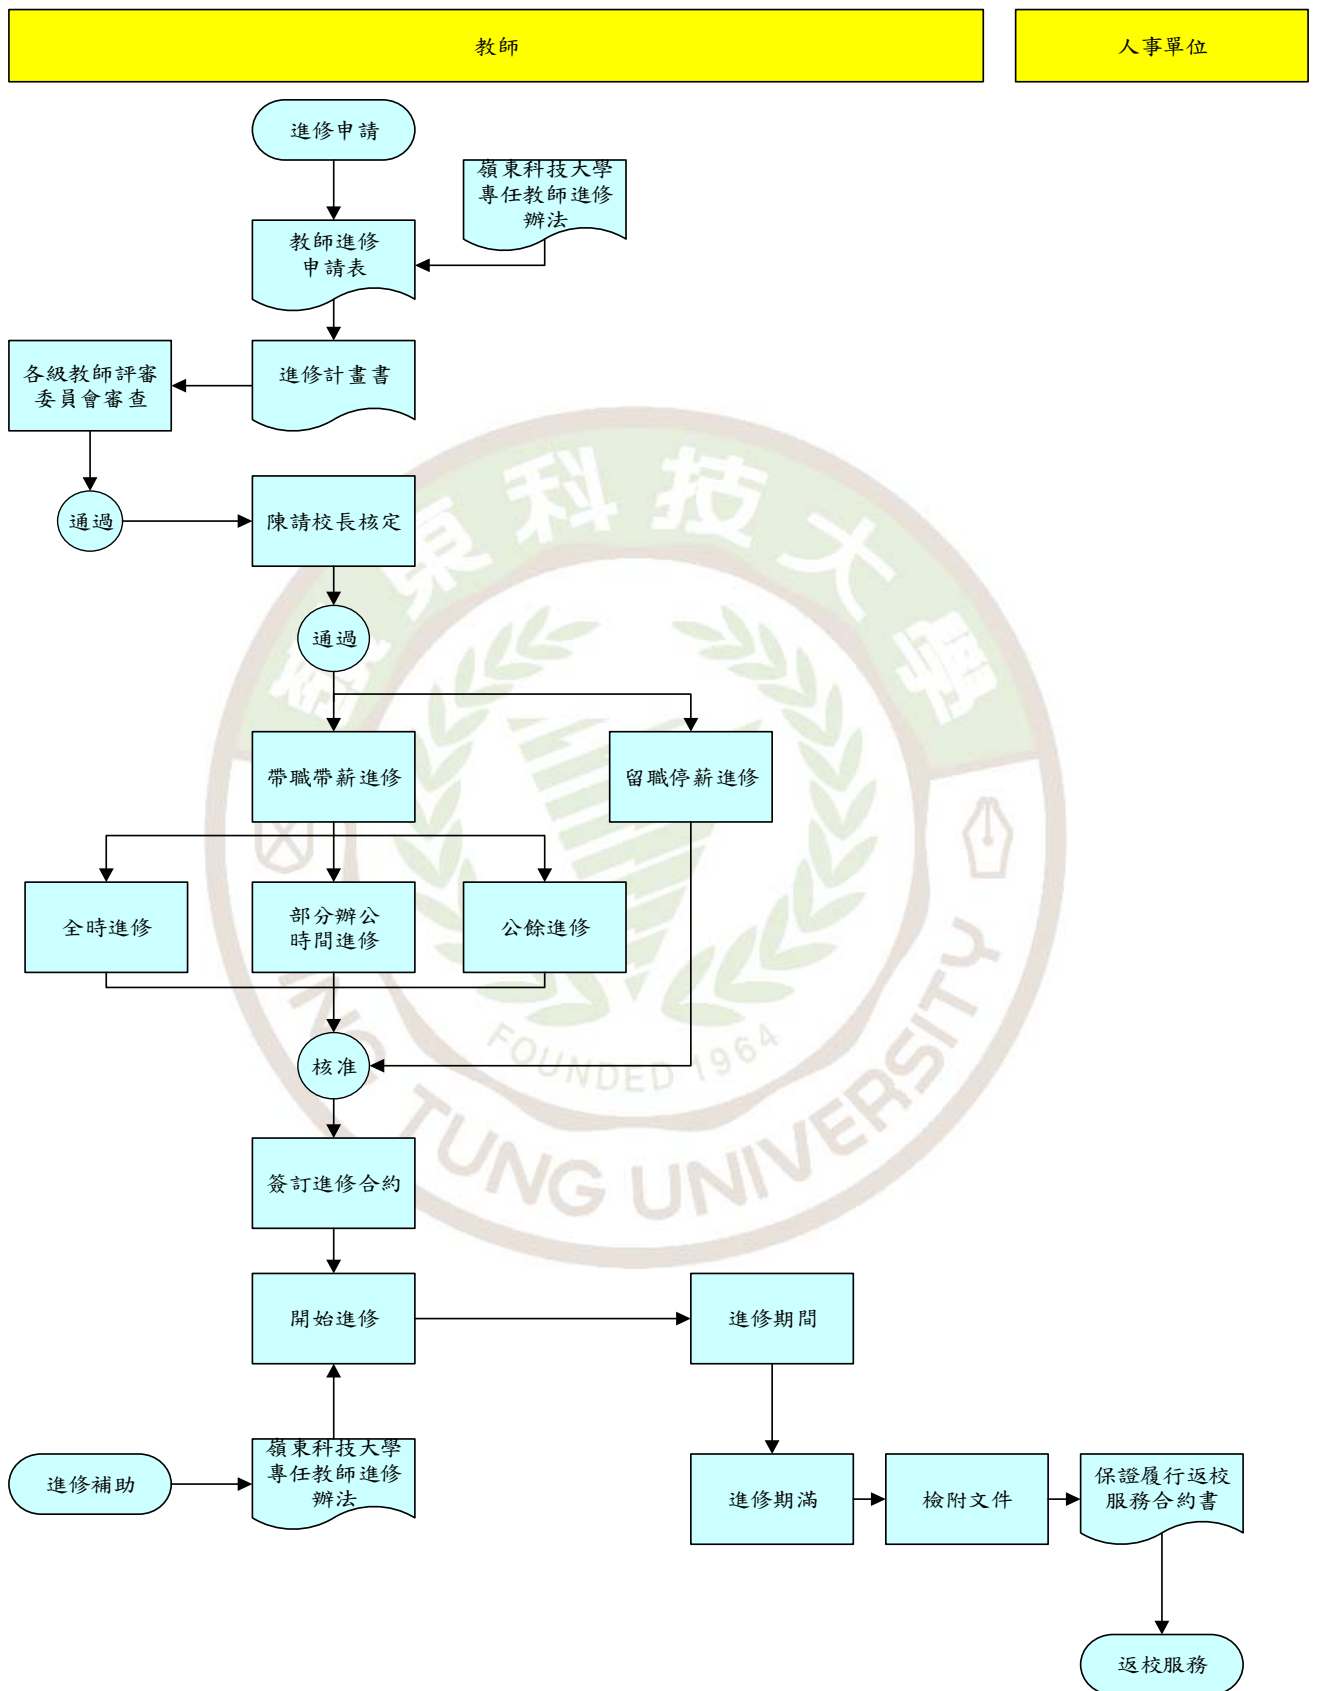 教師
人事單位
進修申請
嶺東科技大學
專任教師進修
辦法
教師進修
申請表
各級教師評審
委員會審查
進修計畫書
通過
陳請校長核定
通過
帶職帶薪進修
留職停薪進修
全時進修
部分辦公
時間進修
公餘進修
核准
簽訂進修合約
開始進修
進修期間
進修補助
嶺東科技大學
專任教師進修
辦法
進修期滿
檢附文件
保證履行返校
服務合約書
返校服務
東科技大學
TUNG UNIVERSITY
FOUNDED 1964